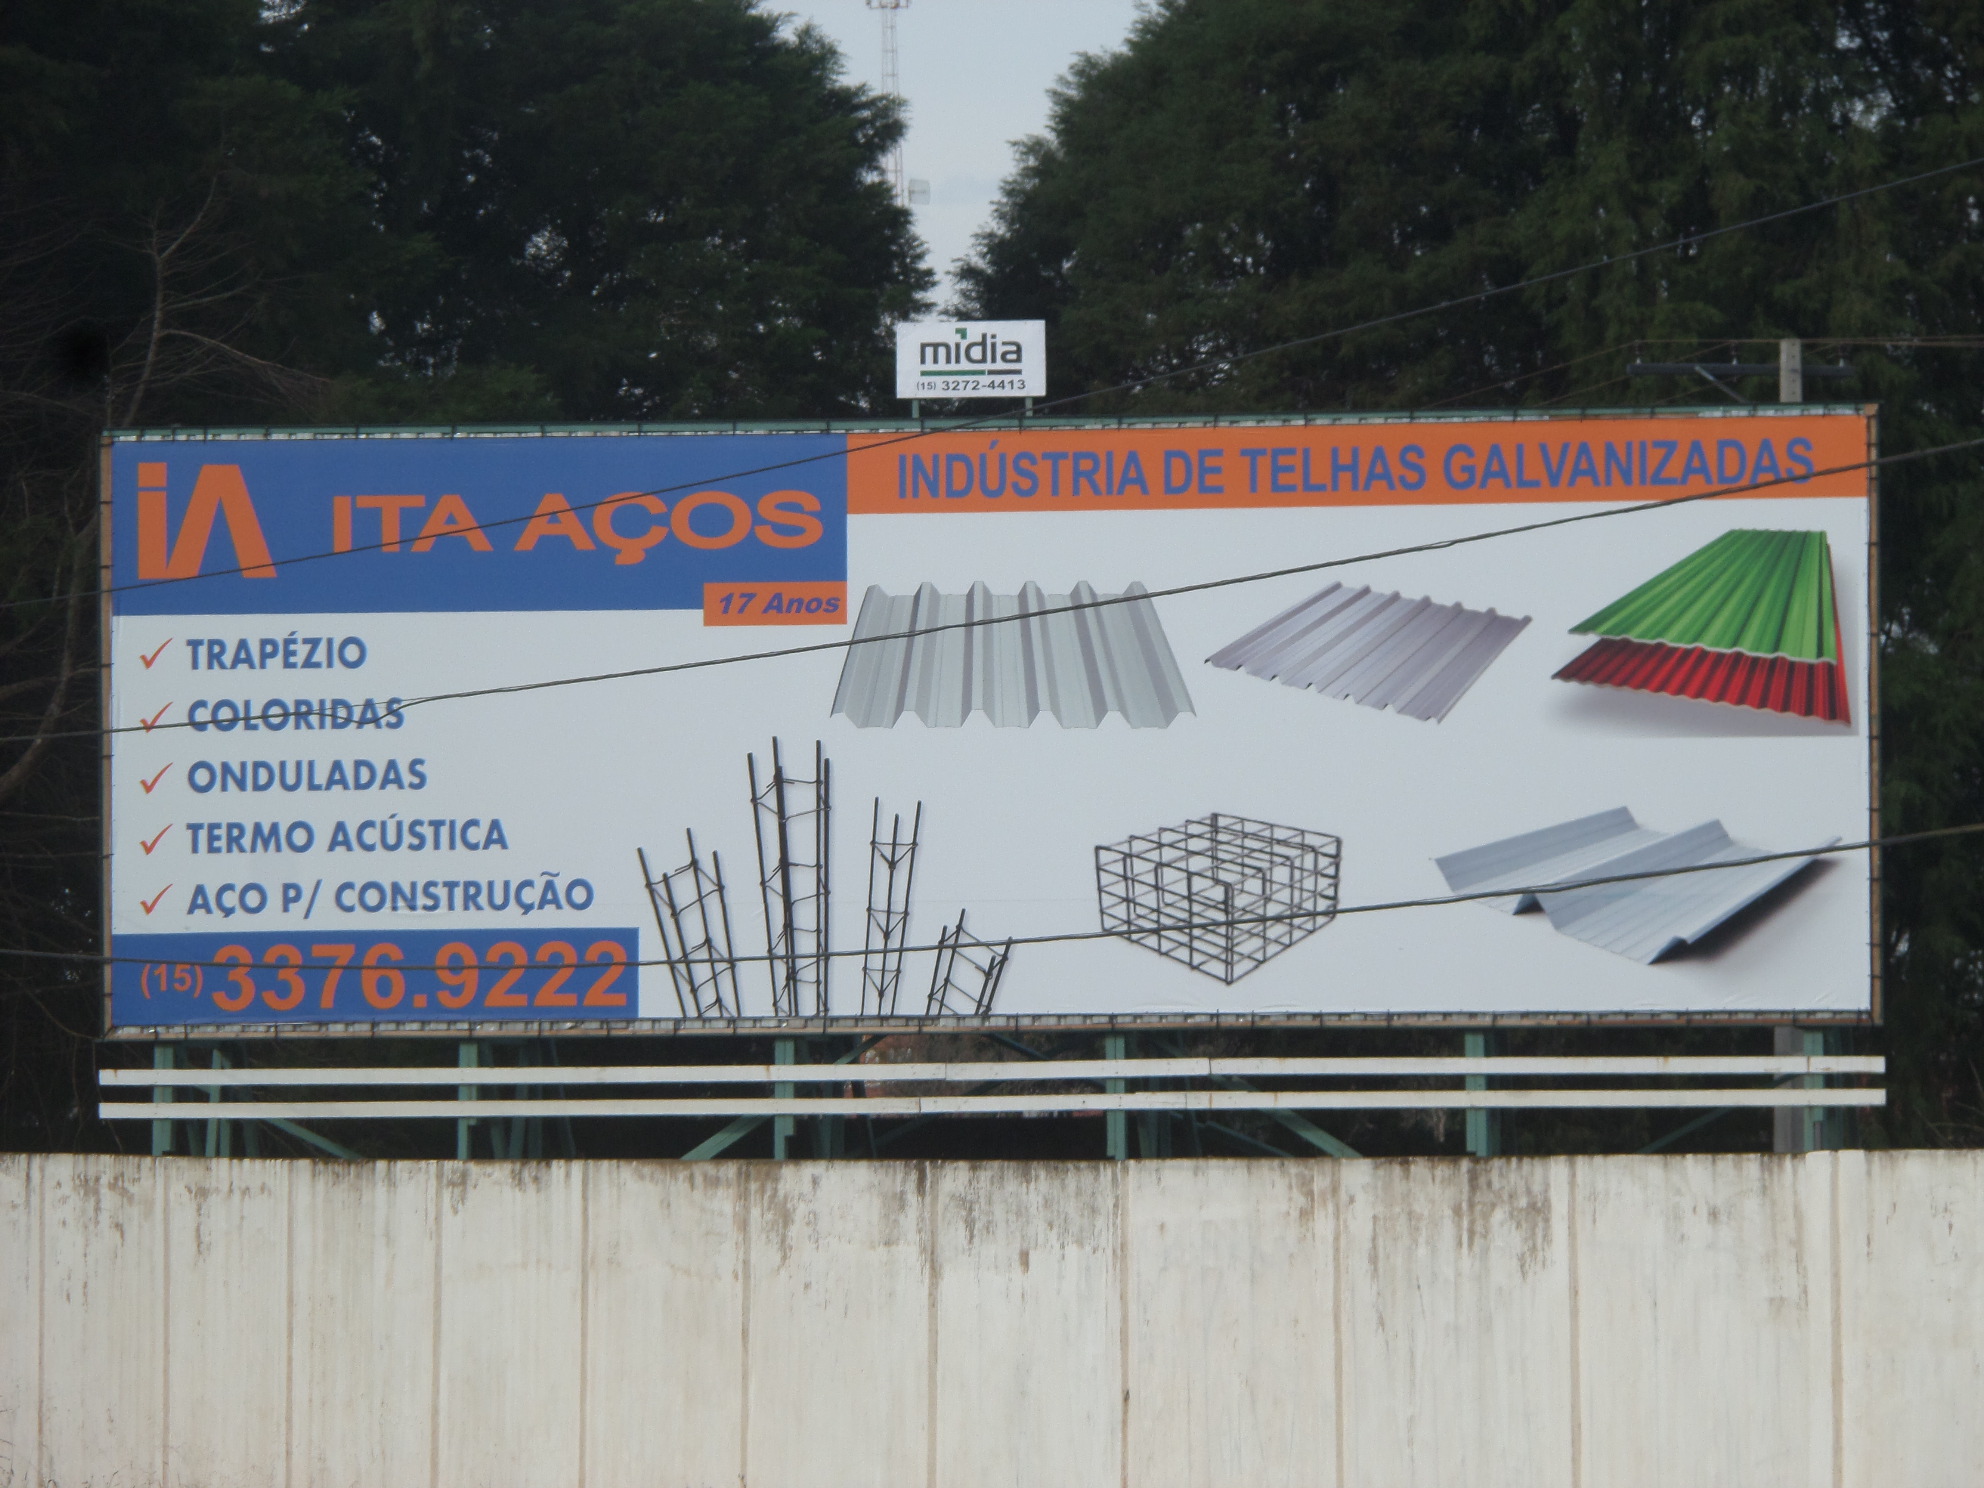 mídia
(15) 3272-4413
iA ITA AÇOS
17 Anos
INDÚSTRIA DE TELHAS GALVANIZADAS
TRAPÉZIO
COLORIDAS
ONDULADAS
TERMO ACÚSTICA
AÇO P/ CONSTRUÇÃO
(15) 3376.9222